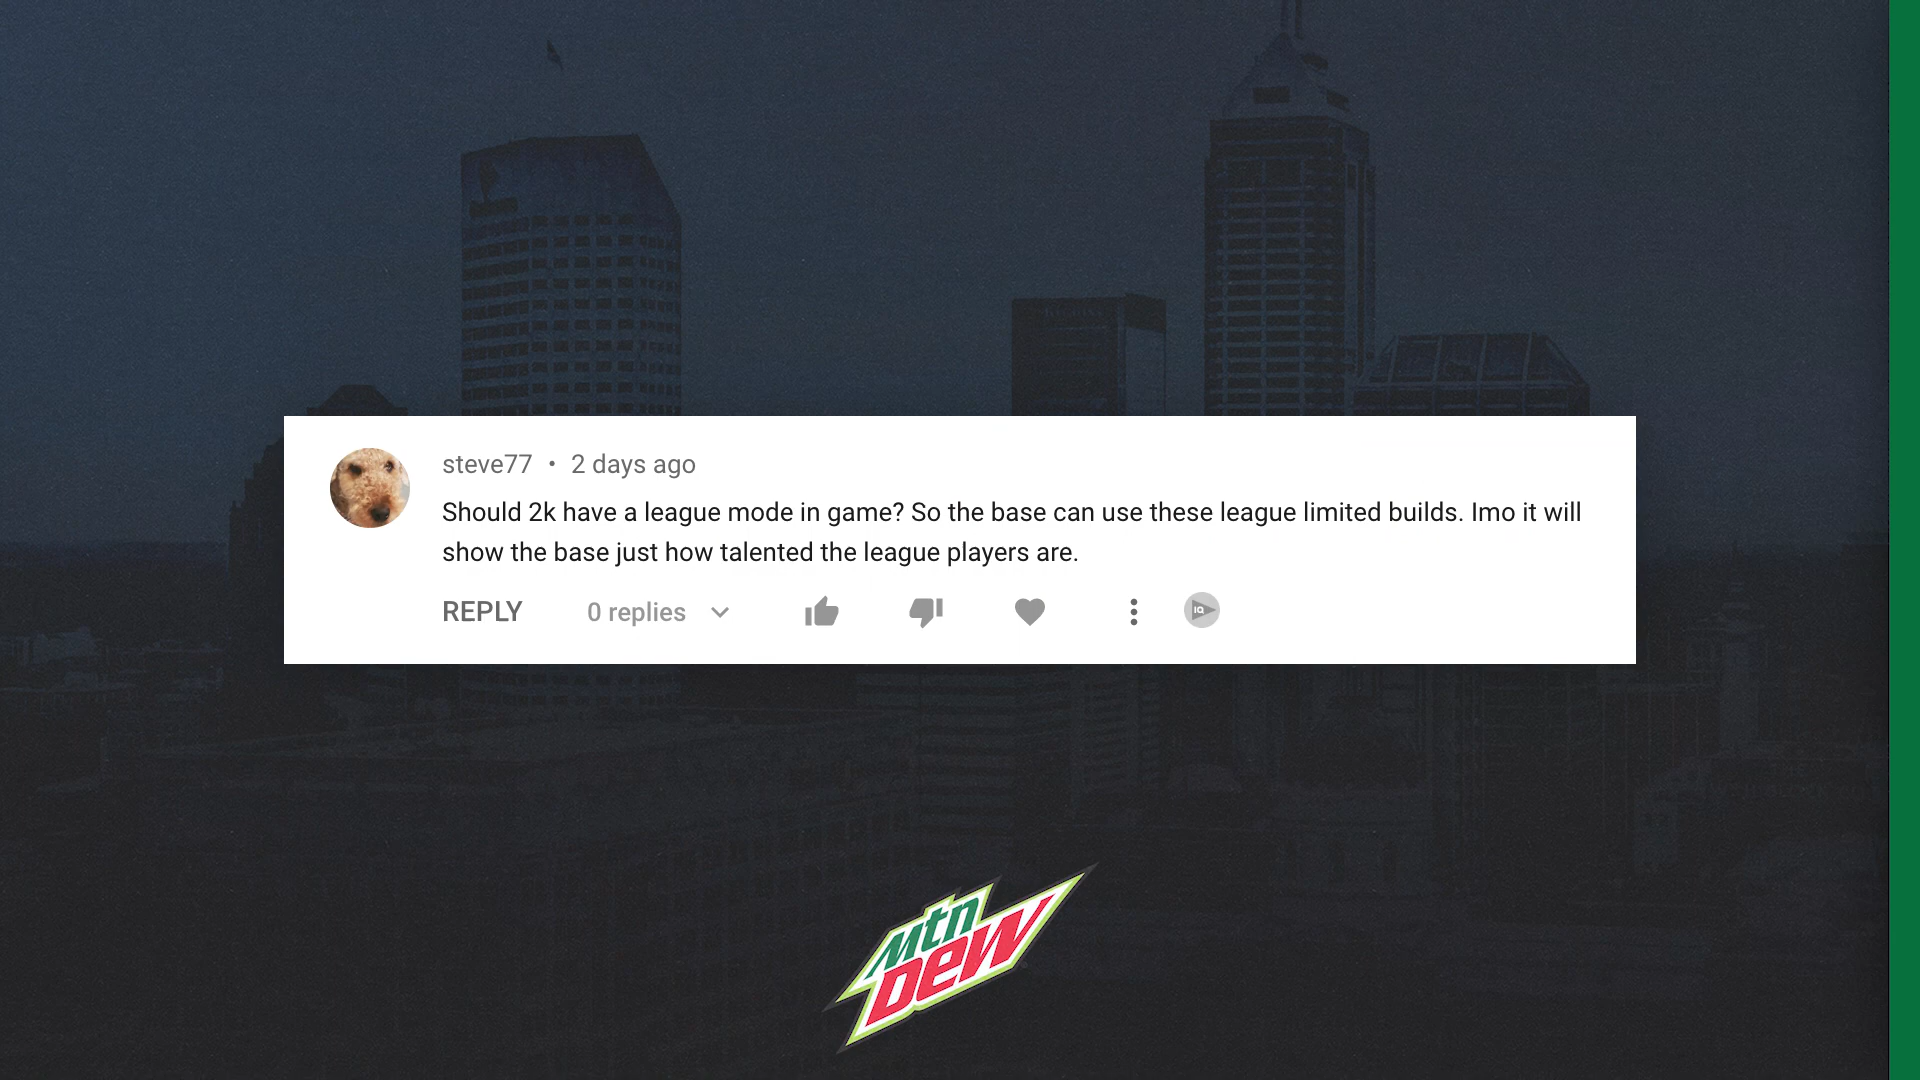 steve77 • 2 days ago
Should 2k have a league mode in game? So the base can use these league limited builds. Imo it will
show the base just how talented the league players are.
REPLY 0 replies
IQ
Mtn
DEW